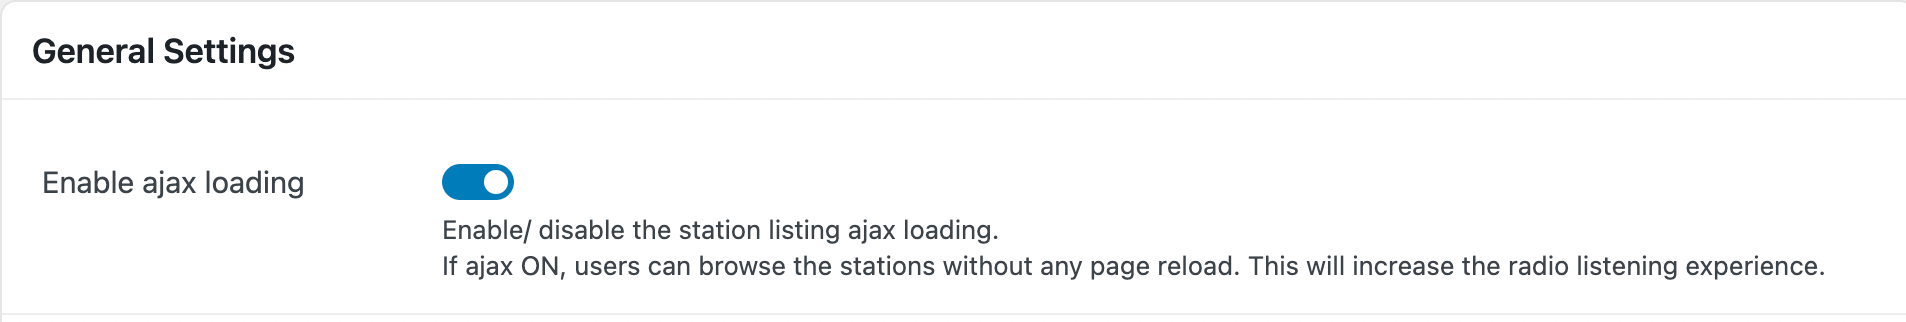 General Settings
Enable ajax loading
Enable/ disable the station listing ajax loading.
If ajax ON, users can browse the stations without any page reload. This will increase the radio listening experience.